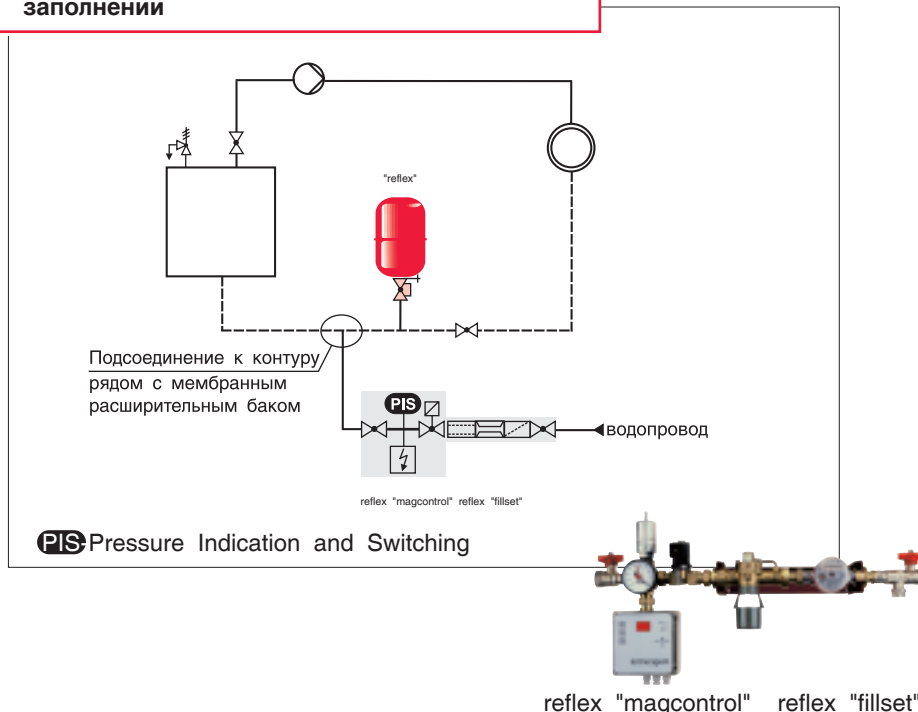 заполнении
"reflex"
Подсоединение к контуру
рядом с мембранным
расширительным баком
PIS
водопровод
reflex "magcontrol" reflex "fillset"
PIS Pressure Indication and Switching
reflex "magcontrol" reflex "fillset"